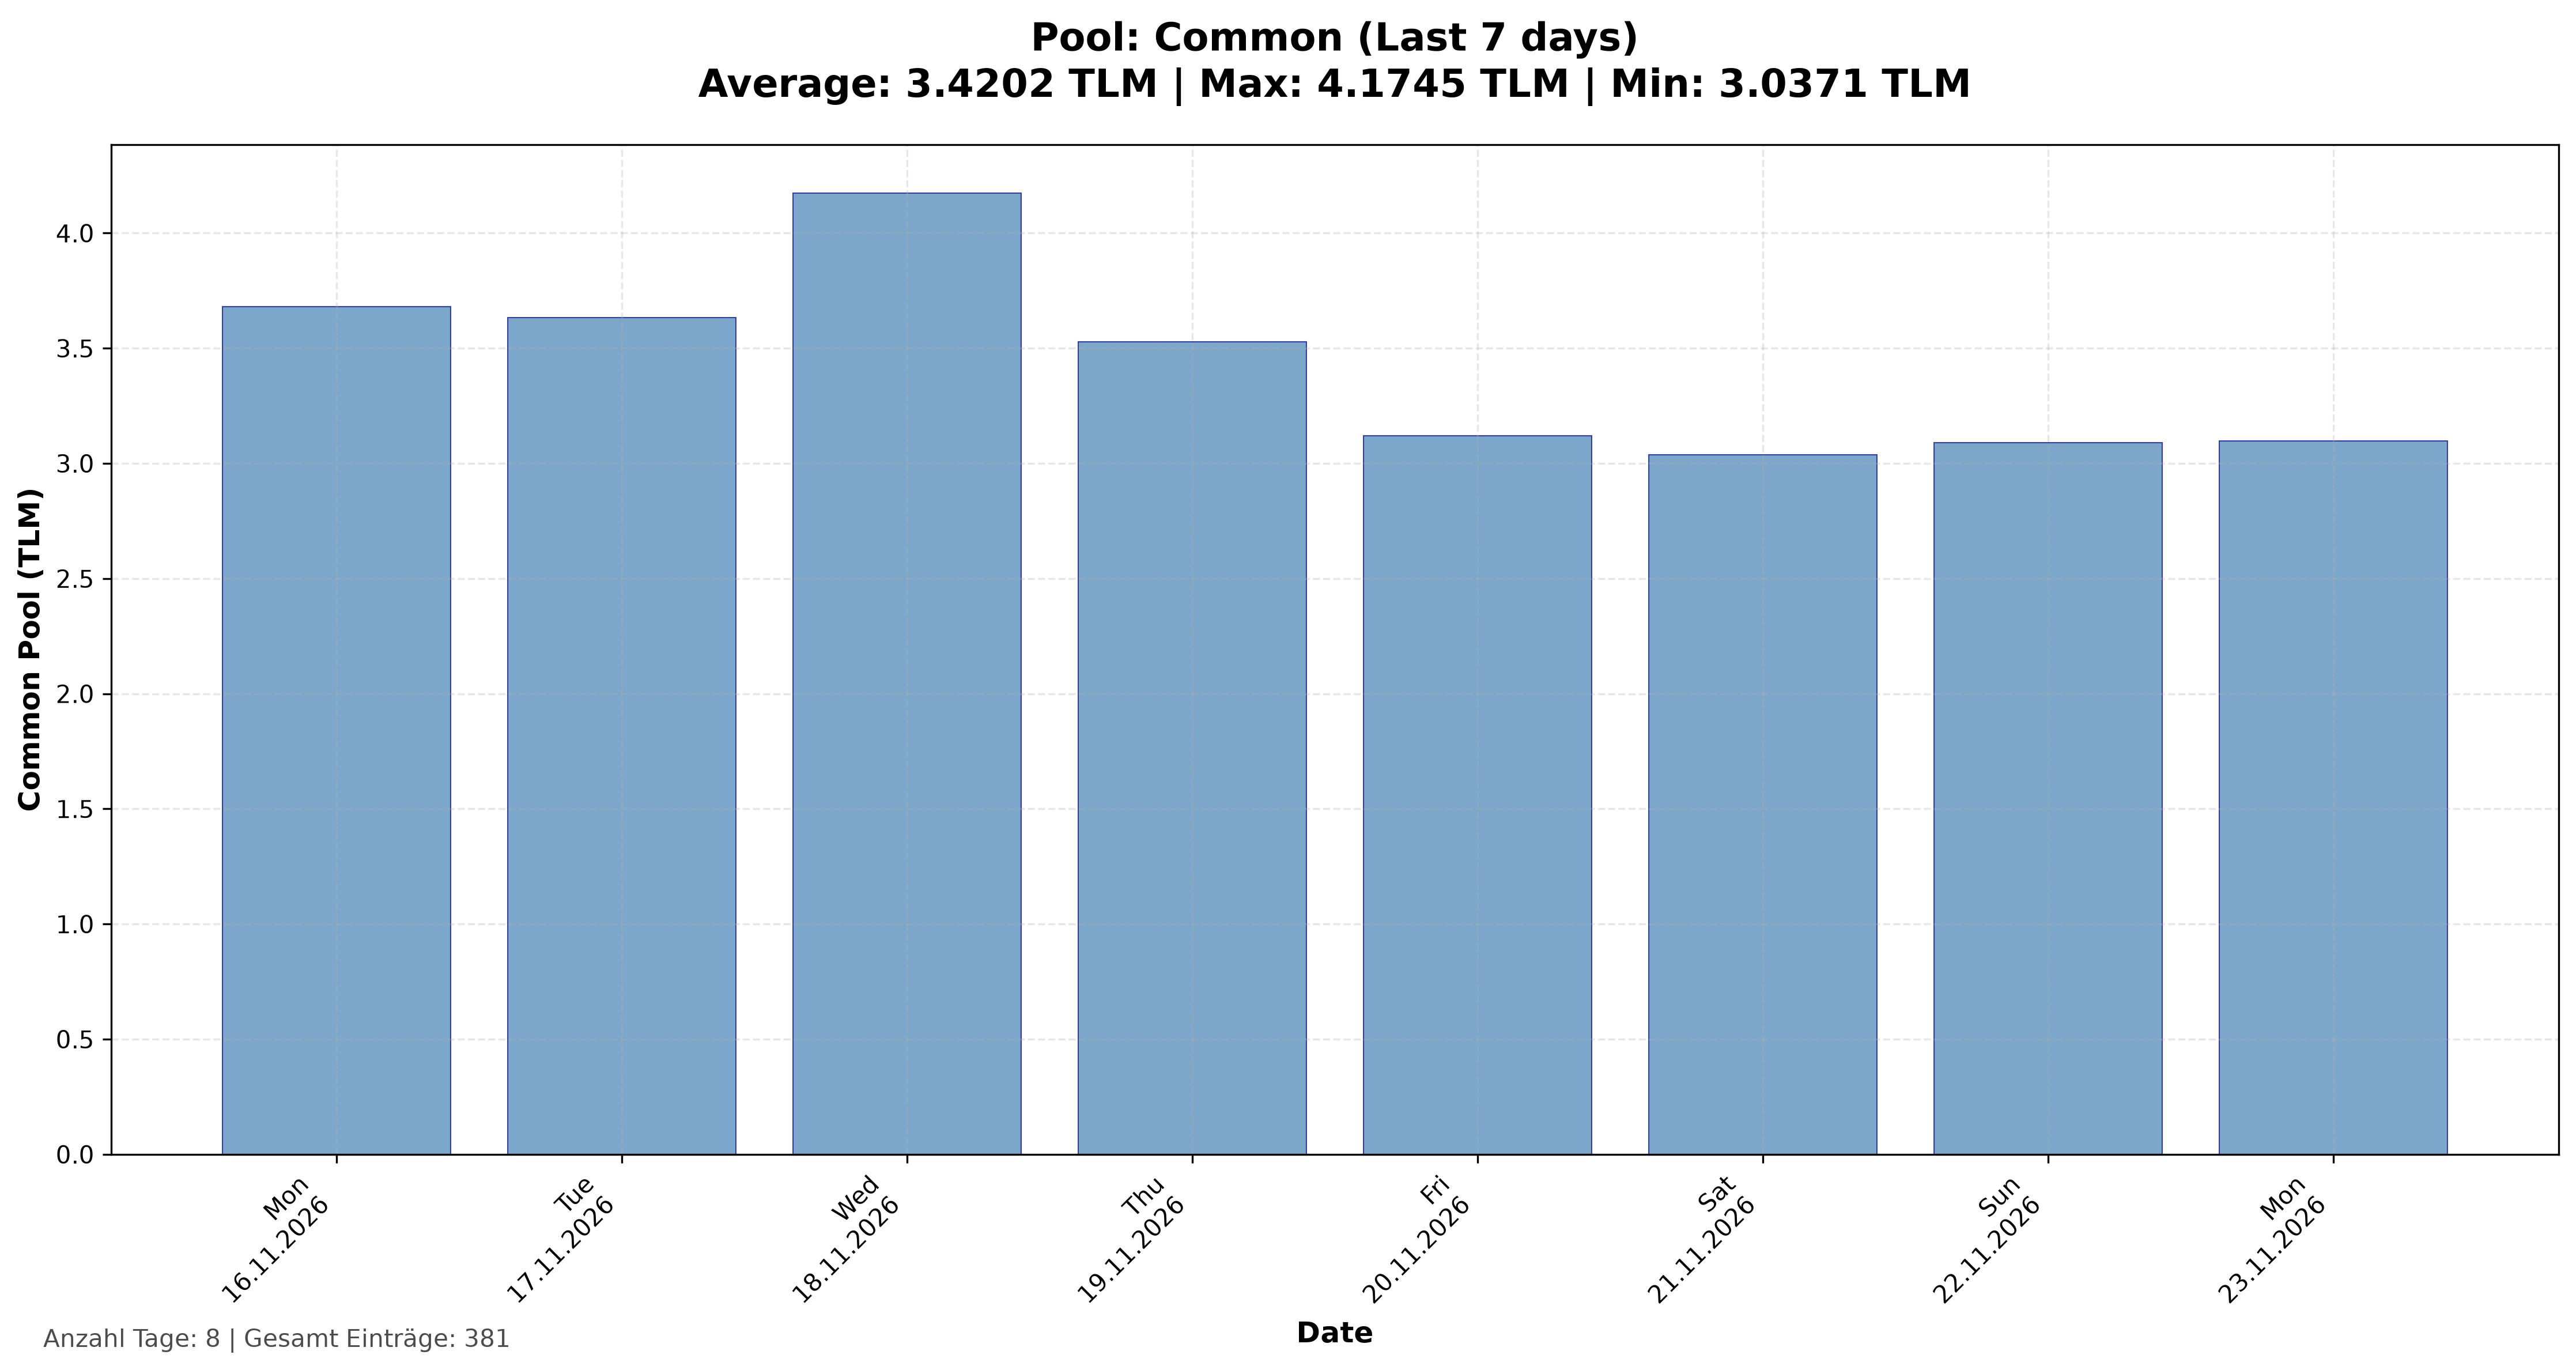 Pool: Common (Last 7 days)
Average: 3.4202 TLM | Max: 4.1745 TLM | Min: 3.0371 TLM
Common Pool (TLM)
4.0
3.5
3.0
2.5
2.0
1.5
1.0
0.5
0.0
Mon
16.11.2026
Tue
17.11.2026
Wed
18.11.2026
Thu
19.11.2026
Fri
20.11.2026
Sat
21.11.2026
Sun
22.11.2026
Mon
23.11.2026
Date
Anzahl Tage: 8 | Gesamt Einträge: 381